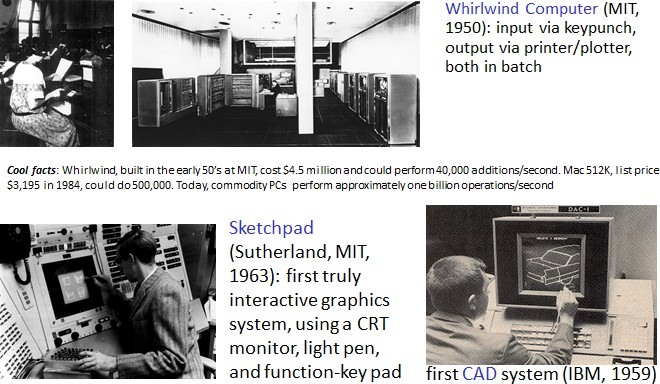 Whirlwind Computer (MIT,
1950): input via keypunch,
output via printer/plotter,
both in batch
Cool facts: Whirlwind, built in the early 50's at MIT, cost $4.5 million and could perform 40,000 additions/second. Mac 512K, list price
$3,195 in 1984, could do 500,000. Today, commodity PCs perform approximately one billion operations/second
Sketchpad
(Sutherland, MIT,
1963): first truly
interactive graphics
system, using a CRT
monitor, light pen,
and function-key pad
DAC-I
first CAD system (IBM, 1959)